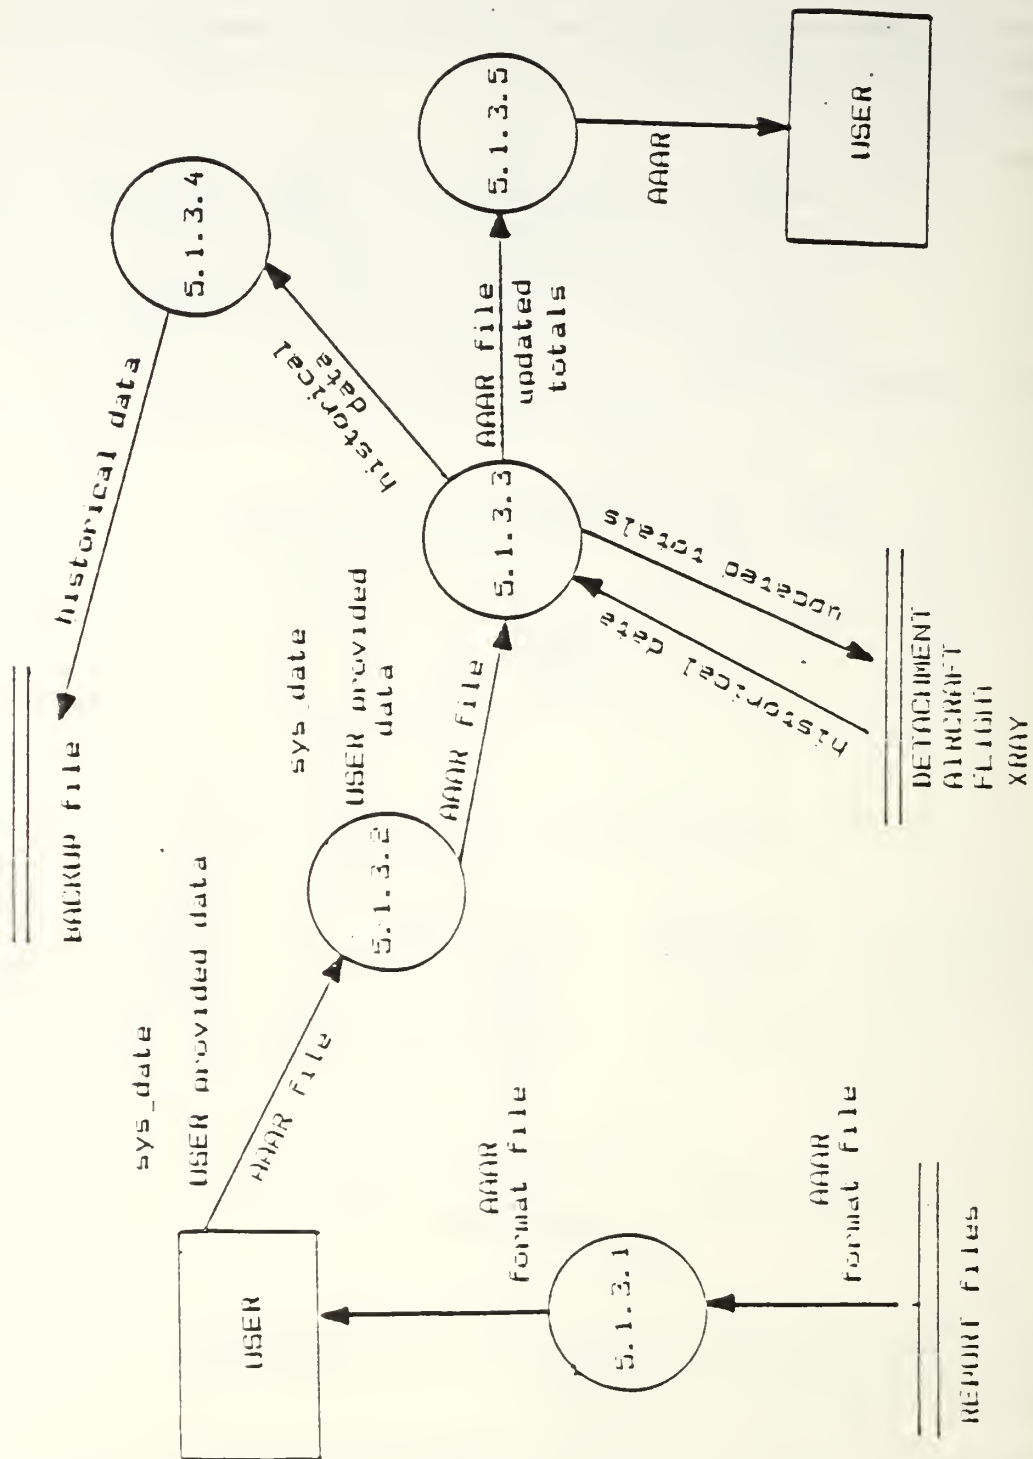 BACKUP file
historical data
5.1.3.4
sys_date
USER provided data
AAAR file
5.1.3.2
sys_date
USER provided
data
AAAR file
historical
data
5.1.3.3
AAAR file
updated
totals
5.1.3.5
USER
AAAR
format file
5.1.3.1
AAAR
format file
REPORT files
historical data
updated totals
DETACHMENT
AIRCRAFT
FLIGHT
XRAY
AAAR
USER